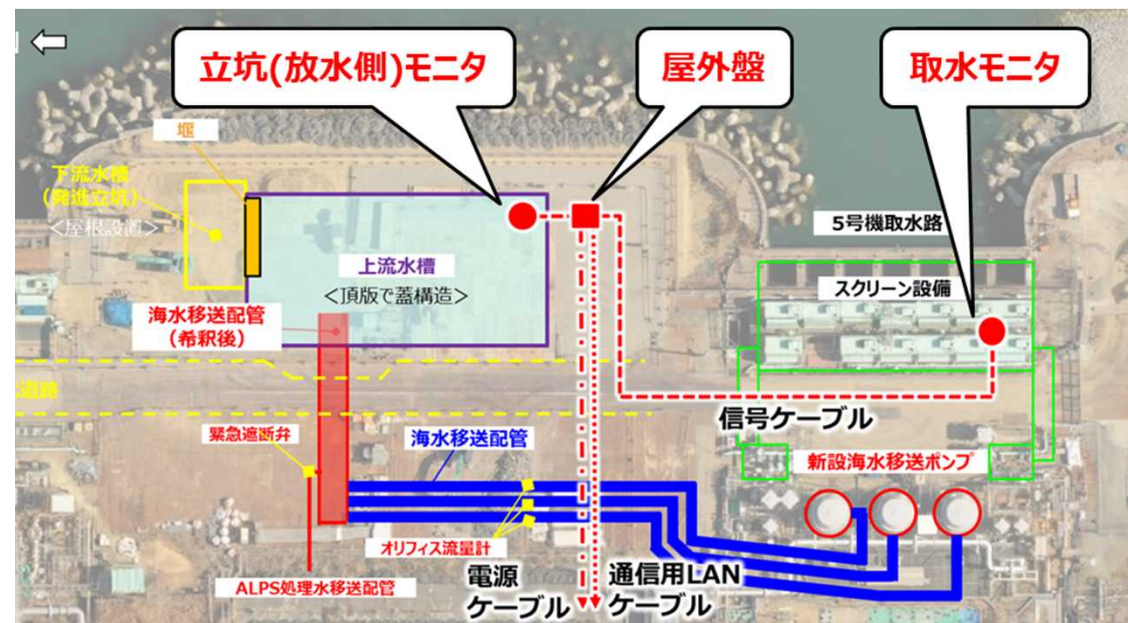 立坑(放水側)モニタ
屋外盤
取水モニタ
堰
下流水槽
(発進立坑)
<屋根設置>
5号機取水路
上流水槽
<頂版で蓋構造>
スクリーン設備
海水移送配管
(希釈後)
道路
信号ケーブル
緊急遮断弁
海水移送配管
新設海水移送ポンプ
オリフィス流量計
ALPS処理水移送配管
電源
ケーブル
通信用LAN
ケーブル